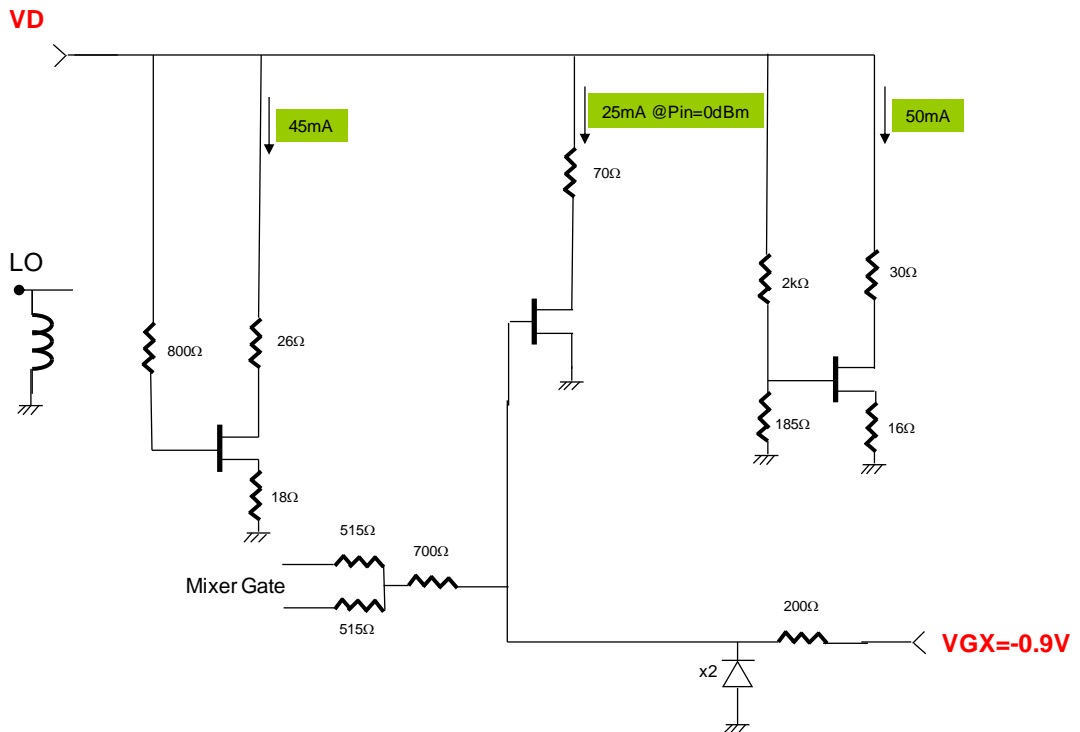 VD
45mA
25mA @Pin=0dBm
50mA
70Ω
LO
2kΩ
30Ω
800Ω
26Ω
185Ω
16Ω
18Ω
515Ω
700Ω
Mixer Gate
515Ω
200Ω
VGX=-0.9V
x2